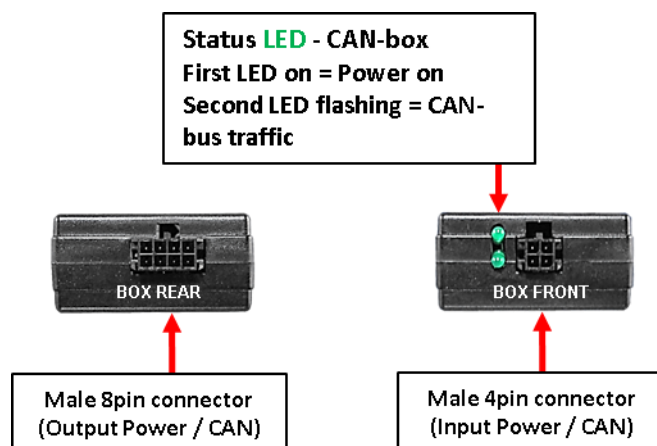 Status LED - CAN-box
First LED on = Power on
Second LED flashing = CAN-
bus traffic
BOX REAR
BOX FRONT
Male 8pin connector
(Output Power / CAN)
Male 4pin connector
(Input Power / CAN)